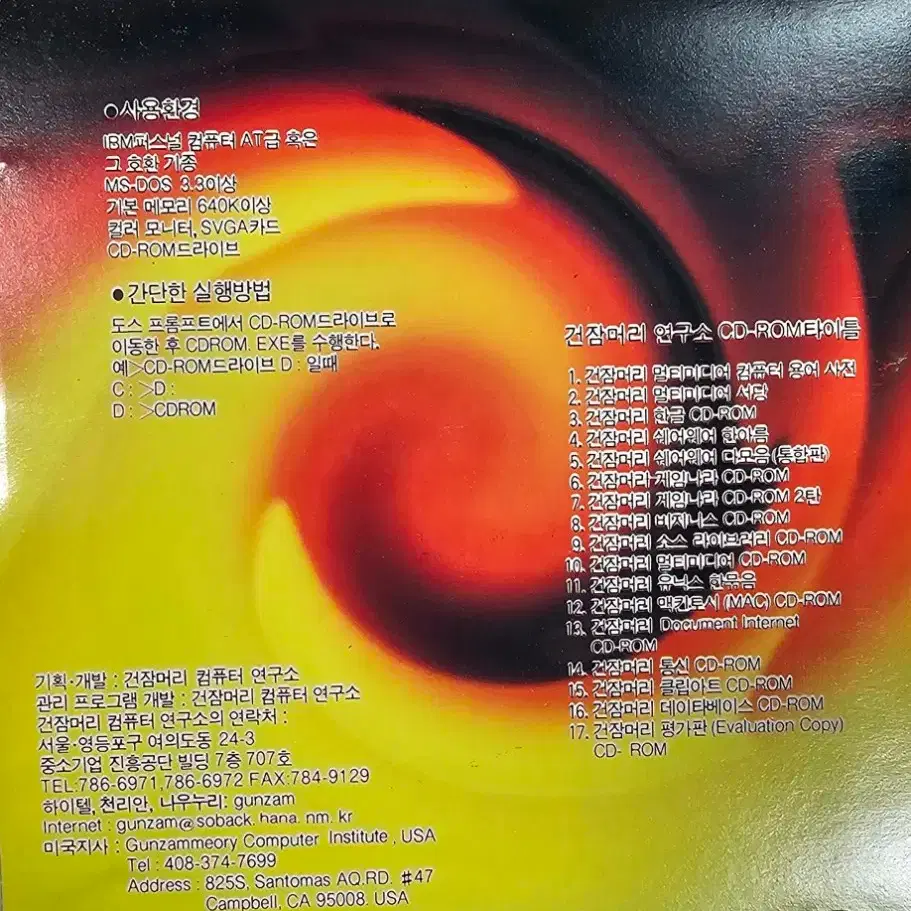 ●사용환경
IBM퍼스널 컴퓨터 AT급 혹은
그 호환 기종
MS-DOS 3.3이상
기본 메모리 640K이상
컬러 모니터, SVGA카드
CD-ROM드라이브
●간단한 실행방법
도스 프롬프트에서 CD-ROM드라이브로
이동한 후 CDROM. EXE를 수행한다.
예>CD-ROM드라이브 D : 일때
C : >D :
D : >CDROM
건잠머리 연구소 CD-ROM타이틀
1. 건잠머리 멀티미디어 컴퓨터 용어 사전
2. 건잠머리 멀티미디어 서당
3. 건잠머리 한글 CD-ROM
4. 건잠머리 쉐어웨어 한아름
5. 건잠머리 쉐어웨어 다모음(통합판)
6. 건잠머리 게임나라 CD-ROM
7. 건잠머리 게임나라 CD-ROM 2탄
8. 건잠머리 비지니스 CD-ROM
9. 건잠머리 소스 라이브러리 CD-ROM
10. 건잠머리 멀티미디어 CD-ROM
11. 건잠머리 유닉스 한묶음
12. 건잠머리 맥킨토시 (MAC) CD-ROM
13. 건잠머리 Document Internet
CD-ROM
14. 건잠머리 통신 CD-ROM
15. 건잠머리 클립아트 CD-ROM
16. 건잠머리 데이타베이스 CD-ROM
17. 건잠머리 평가판 (Evaluation Copy)
CD- ROM
기획·개발 : 건잠머리 컴퓨터 연구소
관리 프로그램 개발 : 건잠머리 컴퓨터 연구소
건잠머리 컴퓨터 연구소의 연락처 :
서울·영등포구 여의도동 24-3
중소기업 진흥공단 빌딩 7층 707호
TEL:786-6971,786-6972 FAX:784-9129
하이텔, 천리안, 나우누리: gunzam
Internet : gunzam@soback. hana. nm. kr
미국지사 : Gunzammeory Computer Institute , USA
Tel : 408-374-7699
Address : 825S, Santomas AQ.RD. #47
Campbell, CA 95008. USA